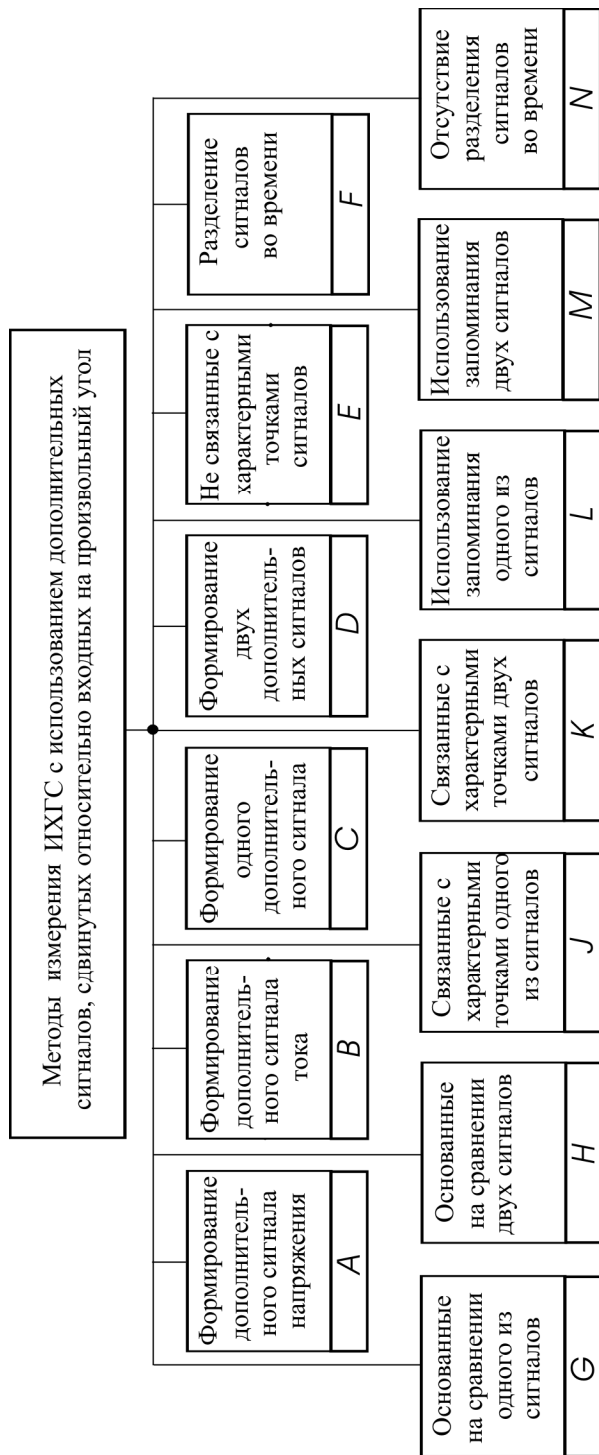 Методы измерения ИХГС с использованием дополнительных
сигналов, сдвинутых относительно входных на произвольный угол
Формирование
дополнитель-
ного сигнала
напряжения
A
Формирование
дополнитель-
ного сигнала
тока
B
Формирование
одного
дополнитель-
ного сигнала
C
Формирование
двух
дополнитель-
ных сигналов
D
Не связанные с
характерными
точками
сигналов
E
Разделение
сигналов
во времени
F
Основанные
на сравнении
одного из
сигналов
G
Основанные
на сравнении
двух сигналов
H
Связанные с
характерными
точками одного
из сигналов
J
Связанные с
характерными
точками двух
сигналов
K
Использование
запоминания
одного из
сигналов
L
Использование
запоминания
двух сигналов
M
Отсутствие
разделения
сигналов
во времени
N